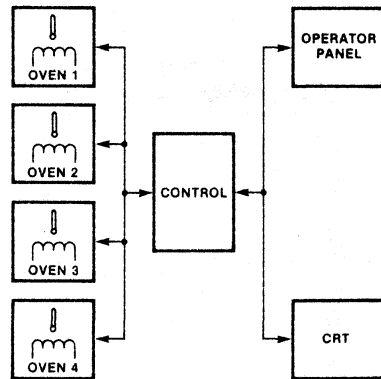 OVEN 1
OVEN 2
OVEN 3
OVEN 4
CONTROL
OPERATOR
PANEL
CRT